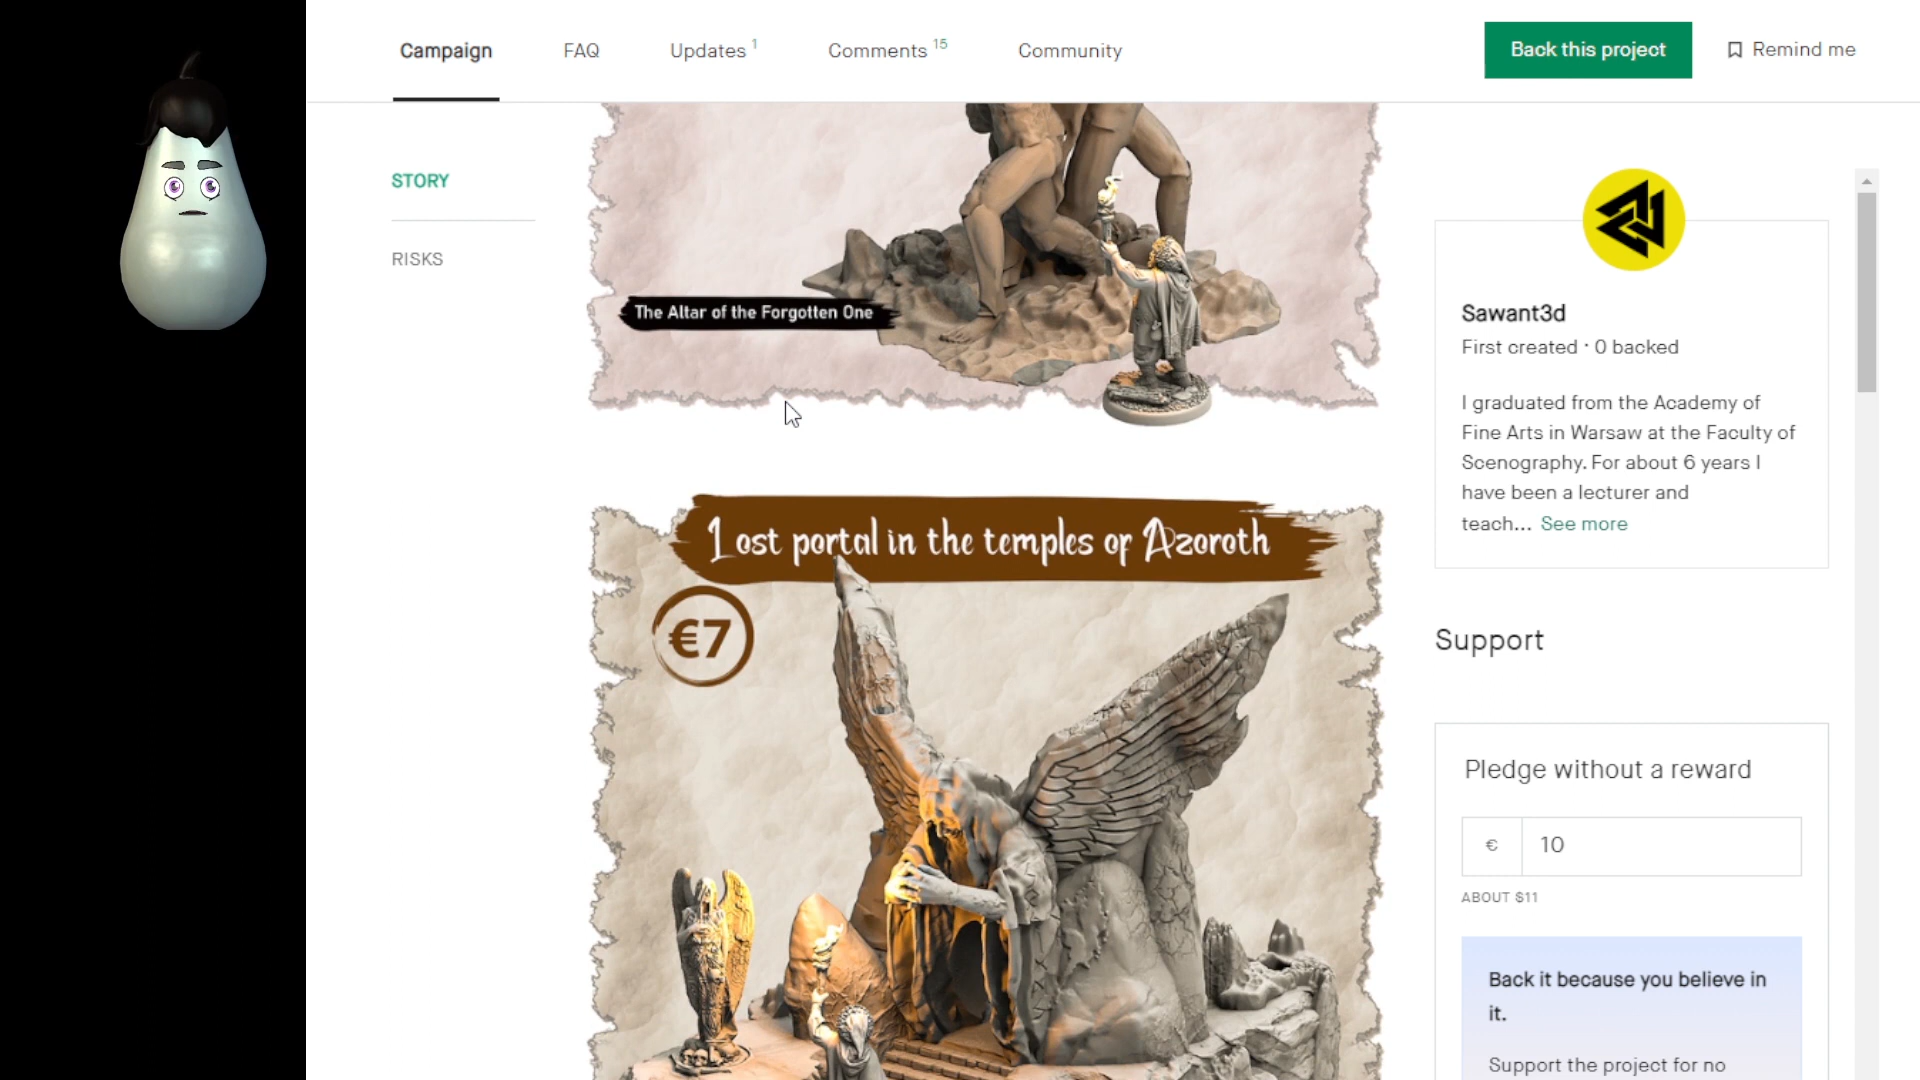 Campaign
FAQ
Updates 1
Comments 15
Community
Back this project
Remind me
STORY
RISKS
The Altar of the Forgotten One
Lost portal in the temples of Azoroth
€7
Sawant3d
First created · 0 backed
I graduated from the Academy of
Fine Arts in Warsaw at the Faculty of
Scenography. For about 6 years I
have been a lecturer and
teach... See more
Support
Pledge without a reward
€ 10
ABOUT $11
Back it because you believe in
it.
Support the project for no